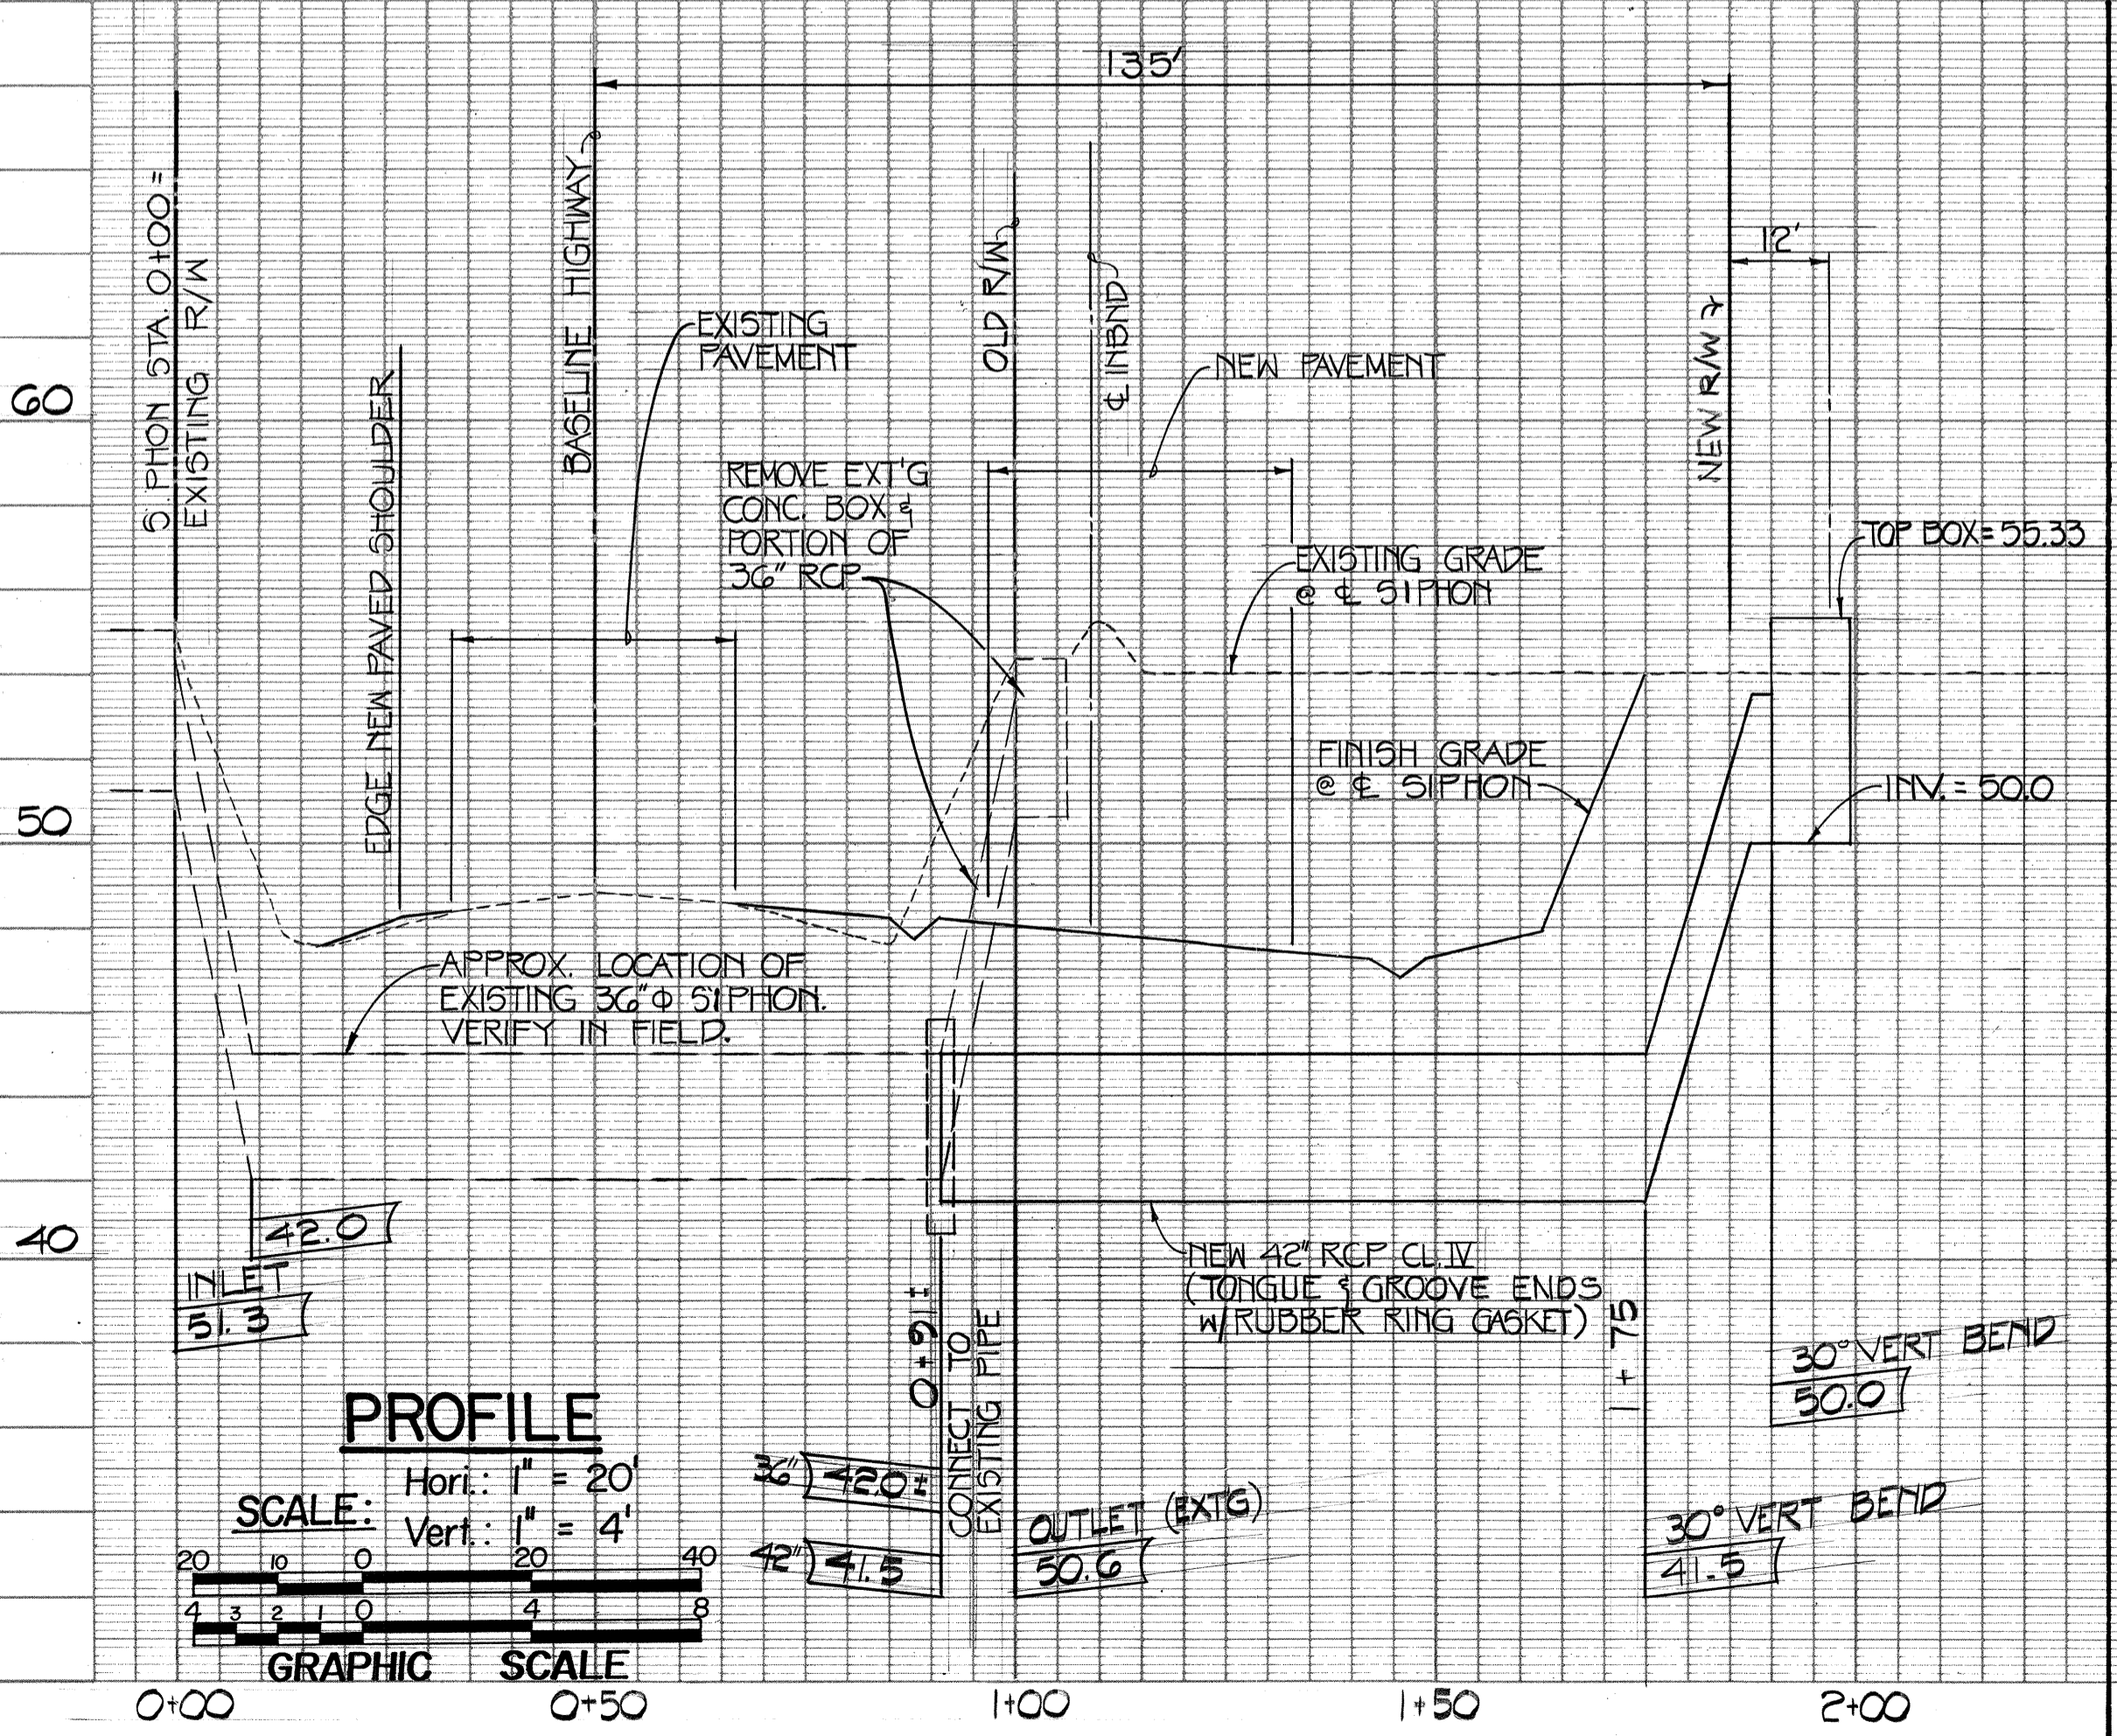 135'
12'
SIPHON STA. 0+00 =
EXISTING R/W
EDGE NEW PAVED SHOULDER
BASELINE HIGHWAY
OLD R/W
℄ INBND
NEW R/W
EXISTING
PAVEMENT
NEW PAVEMENT
60
REMOVE EXT'G
CONC. BOX &
PORTION OF
36" RCP
EXISTING GRADE
@ ℄ SIPHON
TOP BOX = 55.33
FINISH GRADE
@ ℄ SIPHON
INV. = 50.0
50
APPROX. LOCATION OF
EXISTING 36"Φ SIPHON.
VERIFY IN FIELD.
40
42.0
INLET
51.3
NEW 42" RCP CL. IV
(TONGUE & GROOVE ENDS
W/ RUBBER RING GASKET)
0+91±
CONNECT TO
EXISTING PIPE
1+75
30° VERT BEND
50.0
36" 42.0±
42" 41.5
OUTLET (EXT'G)
50.6
30° VERT BEND
41.5
PROFILE
SCALE:
Hori.: 1" = 20'
Vert.: 1" = 4'
20 10 0 20 40
4 3 2 1 0 4 8
GRAPHIC SCALE
0+00 0+50 1+00 1+50 2+00